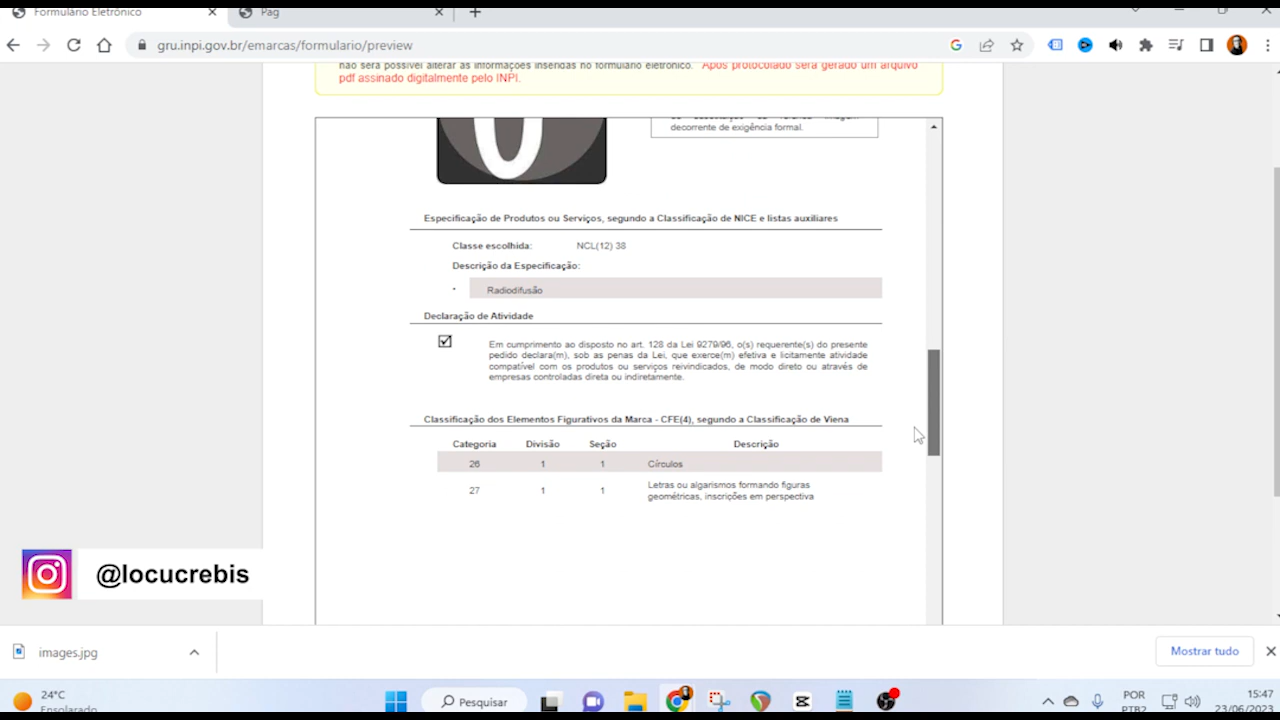 Formulário Eletrônico
Pag
gru.inpi.gov.br/emarcas/formulario/preview
não será possível alterar as informações inseridas no formulário eletrônico. Após protocolado será gerado um arquivo
pdf assinado digitalmente pelo INPI.
decorrente de exigência formal.
Especificação de Produtos ou Serviços, segundo a Classificação de NICE e listas auxiliares
Classe escolhida: NCL(12) 38
Descrição da Especificação:
· Radiodifusão
Declaração de Atividade
Em cumprimento ao disposto no art. 128 da Lei 9279/96, o(s) requerente(s) do presente
pedido declara(m), sob as penas da Lei, que exerce(m) efetiva e licitamente atividade
compatível com os produtos ou serviços reivindicados, de modo direto ou através de
empresas controladas direta ou indiretamente.
Classificação dos Elementos Figurativos da Marca - CFE(4), segundo a Classificação de Viena
Categoria Divisão Seção Descrição
26 1 1 Círculos
27 1 1 Letras ou algarismos formando figuras
geométricas, inscrições em perspectiva
@locucrebis
images.jpg
Mostrar tudo
24°C
Ensolarado
Pesquisar
POR
PTB2
15:47
23/06/2023